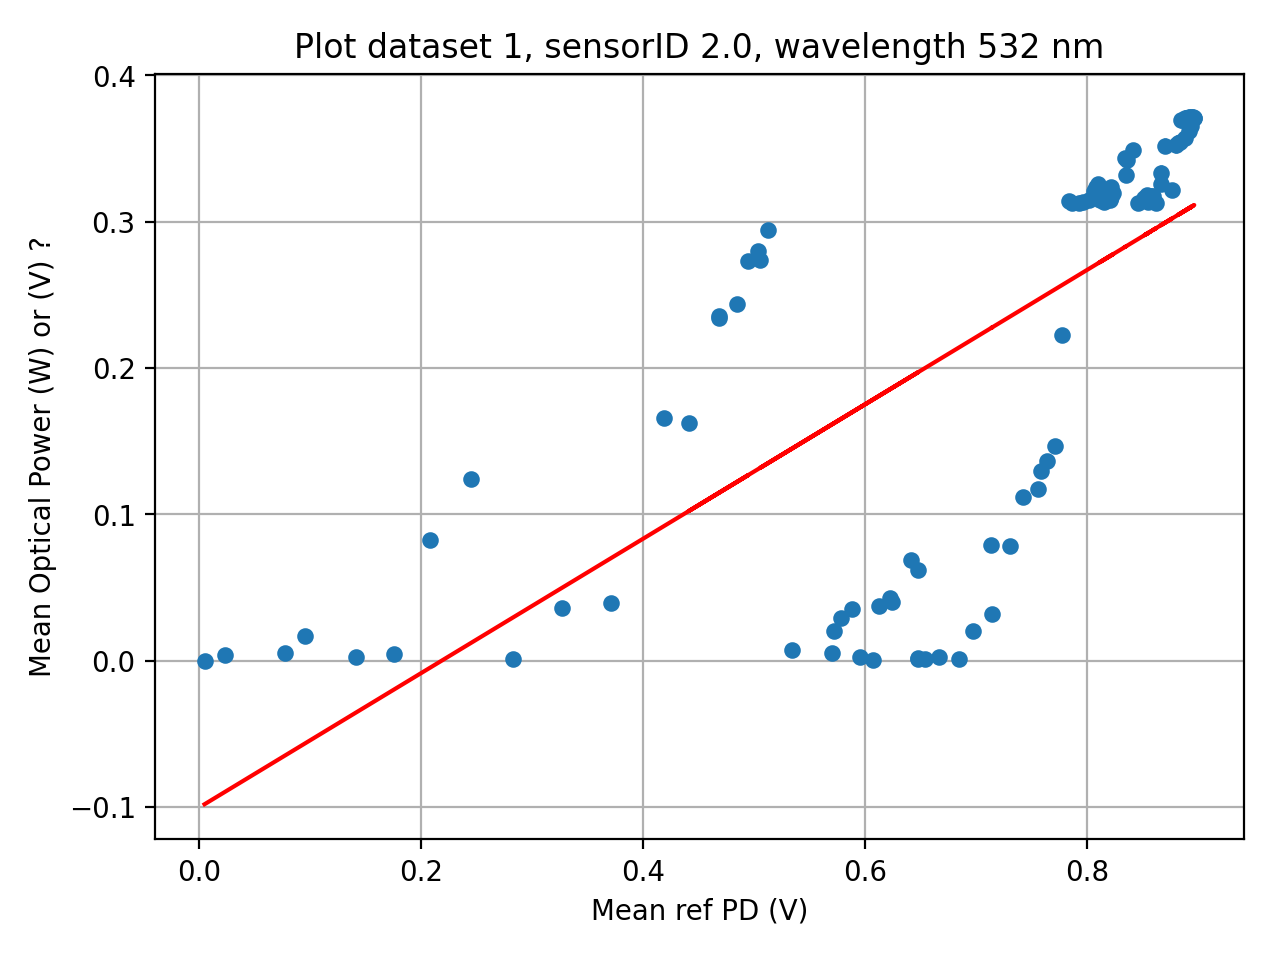 Plot dataset 1, sensorID 2.0, wavelength 532 nm
0.4
0.3
0.2
0.1
0.0
−0.1
Mean Optical Power (W) or (V) ?
0.0 0.2 0.4 0.6 0.8
Mean ref PD (V)